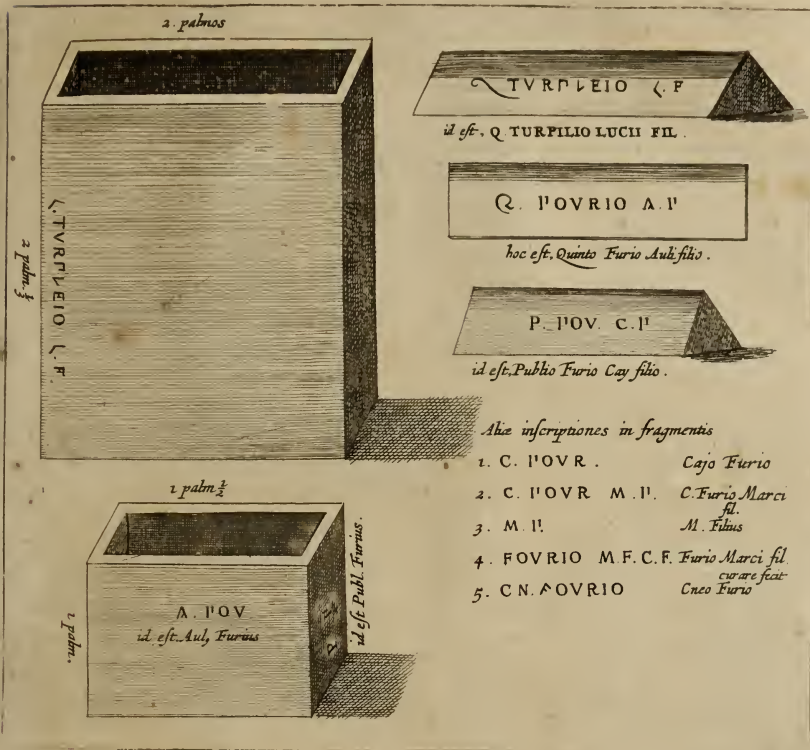 2. palmos
2 palm. ⅓
L. TVRPLEIO L. F
Q TVRPLEIO L. F
id est, Q TURPILIO LUCII FIL.
Q. FOVRIO A. F
hoc est, Quinto Furio Auli filio.
P. FOV. C. F
id est, Publio Furio Cay filio.
Aliæ inscriptiones in fragmentis
1. C. FOVR. Cajo Furio
2. C. FOVR M. F. C. Furio Marci fil.
3. M F. M. Filius
4. FOVRIO M. F. C. F. Furio Marci fil curare fecit
5. CN. FOVRIO Cneo Furio
1 palm ½
1 palm.
A. FOV
id est. Aulꝫ Furius
id est Publ. Furius.